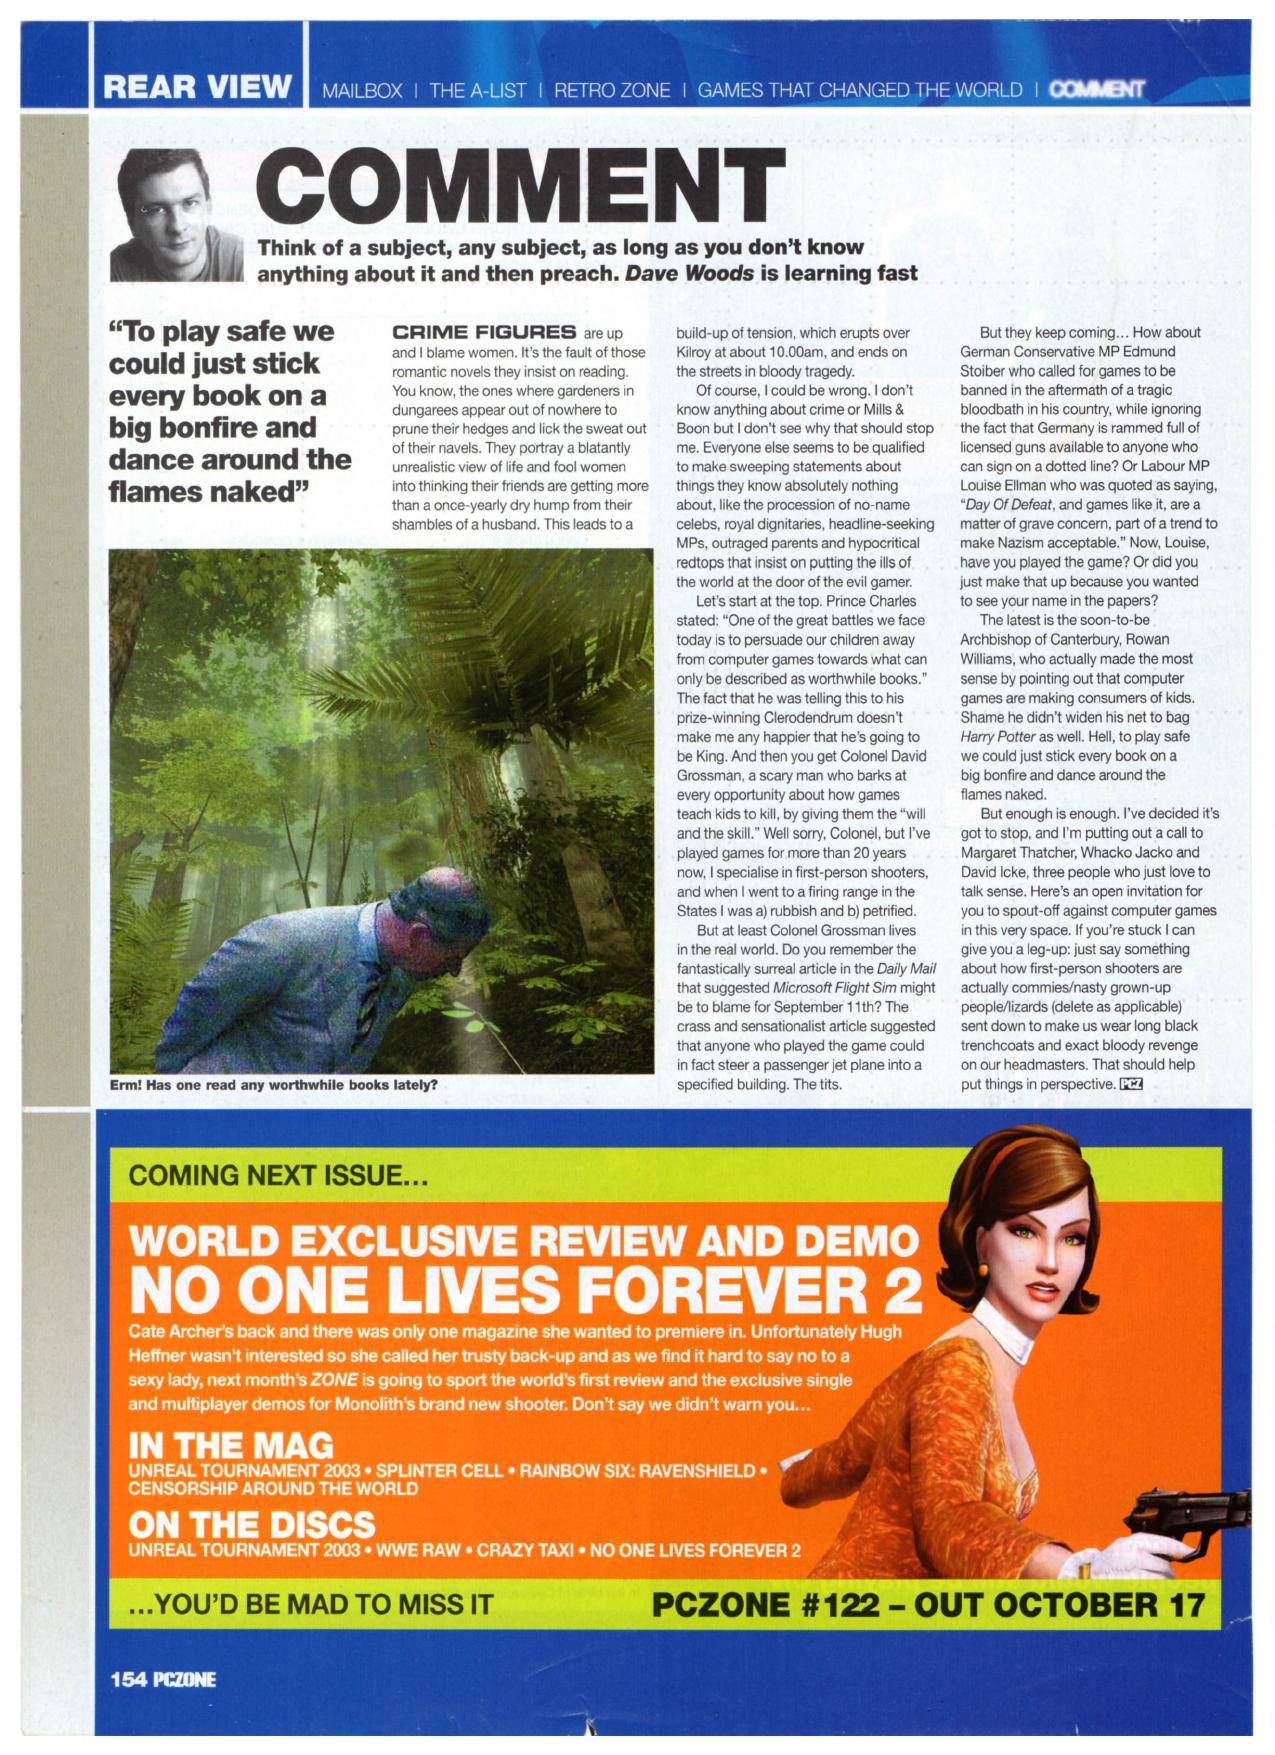 REAR VIEW
MAILBOX | THE A-LIST | RETRO ZONE | GAMES THAT CHANGED THE WORLD | COMMENT
COMMENT
Think of a subject, any subject, as long as you don't know
anything about it and then preach. Dave Woods is learning fast
"To play safe we
could just stick
every book on a
big bonfire and
dance around the
flames naked"
CRIME FIGURES are up
and I blame women. It's the fault of those
romantic novels they insist on reading.
You know, the ones where gardeners in
dungarees appear out of nowhere to
prune their hedges and lick the sweat out
of their navels. They portray a blatantly
unrealistic view of life and fool women
into thinking their friends are getting more
than a once-yearly dry hump from their
shambles of a husband. This leads to a
Erm! Has one read any worthwhile books lately?
build-up of tension, which erupts over
Kilroy at about 10.00am, and ends on
the streets in bloody tragedy.
Of course, I could be wrong. I don't
know anything about crime or Mills &
Boon but I don't see why that should stop
me. Everyone else seems to be qualified
to make sweeping statements about
things they know absolutely nothing
about, like the procession of no-name
celebs, royal dignitaries, headline-seeking
MPs, outraged parents and hypocritical
redtops that insist on putting the ills of
the world at the door of the evil gamer.
Let's start at the top. Prince Charles
stated: "One of the great battles we face
today is to persuade our children away
from computer games towards what can
only be described as worthwhile books."
The fact that he was telling this to his
prize-winning Clerodendrum doesn't
make me any happier that he's going to
be King. And then you get Colonel David
Grossman, a scary man who barks at
every opportunity about how games
teach kids to kill, by giving them the "will
and the skill." Well sorry, Colonel, but I've
played games for more than 20 years
now, I specialise in first-person shooters,
and when I went to a firing range in the
States I was a) rubbish and b) petrified.
But at least Colonel Grossman lives
in the real world. Do you remember the
fantastically surreal article in the Daily Mail
that suggested Microsoft Flight Sim might
be to blame for September 11th? The
crass and sensationalist article suggested
that anyone who played the game could
in fact steer a passenger jet plane into a
specified building. The tits.
But they keep coming... How about
German Conservative MP Edmund
Stoiber who called for games to be
banned in the aftermath of a tragic
bloodbath in his country, while ignoring
the fact that Germany is rammed full of
licensed guns available to anyone who
can sign on a dotted line? Or Labour MP
Louise Ellman who was quoted as saying,
"Day Of Defeat, and games like it, are a
matter of grave concern, part of a trend to
make Nazism acceptable." Now, Louise,
have you played the game? Or did you
just make that up because you wanted
to see your name in the papers?
The latest is the soon-to-be
Archbishop of Canterbury, Rowan
Williams, who actually made the most
sense by pointing out that computer
games are making consumers of kids.
Shame he didn't widen his net to bag
Harry Potter as well. Hell, to play safe
we could just stick every book on a
big bonfire and dance around the
flames naked.
But enough is enough. I've decided it's
got to stop, and I'm putting out a call to
Margaret Thatcher, Whacko Jacko and
David Icke, three people who just love to
talk sense. Here's an open invitation for
you to spout-off against computer games
in this very space. If you're stuck I can
give you a leg-up: just say something
about how first-person shooters are
actually commies/nasty grown-up
people/lizards (delete as applicable)
sent down to make us wear long black
trenchcoats and exact bloody revenge
on our headmasters. That should help
put things in perspective. PCZ
COMING NEXT ISSUE...
WORLD EXCLUSIVE REVIEW AND DEMO
NO ONE LIVES FOREVER 2
Cate Archer's back and there was only one magazine she wanted to premiere in. Unfortunately Hugh
Heffner wasn't interested so she called her trusty back-up and as we find it hard to say no to a
sexy lady, next month's ZONE is going to sport the world's first review and the exclusive single
and multiplayer demos for Monolith's brand new shooter. Don't say we didn't warn you...
IN THE MAG
UNREAL TOURNAMENT 2003 • SPLINTER CELL • RAINBOW SIX: RAVENSHIELD •
CENSORSHIP AROUND THE WORLD
ON THE DISCS
UNREAL TOURNAMENT 2003 • WWE RAW • CRAZY TAXI • NO ONE LIVES FOREVER 2
...YOU'D BE MAD TO MISS IT
PCZONE #122 – OUT OCTOBER 17
154 PCZONE